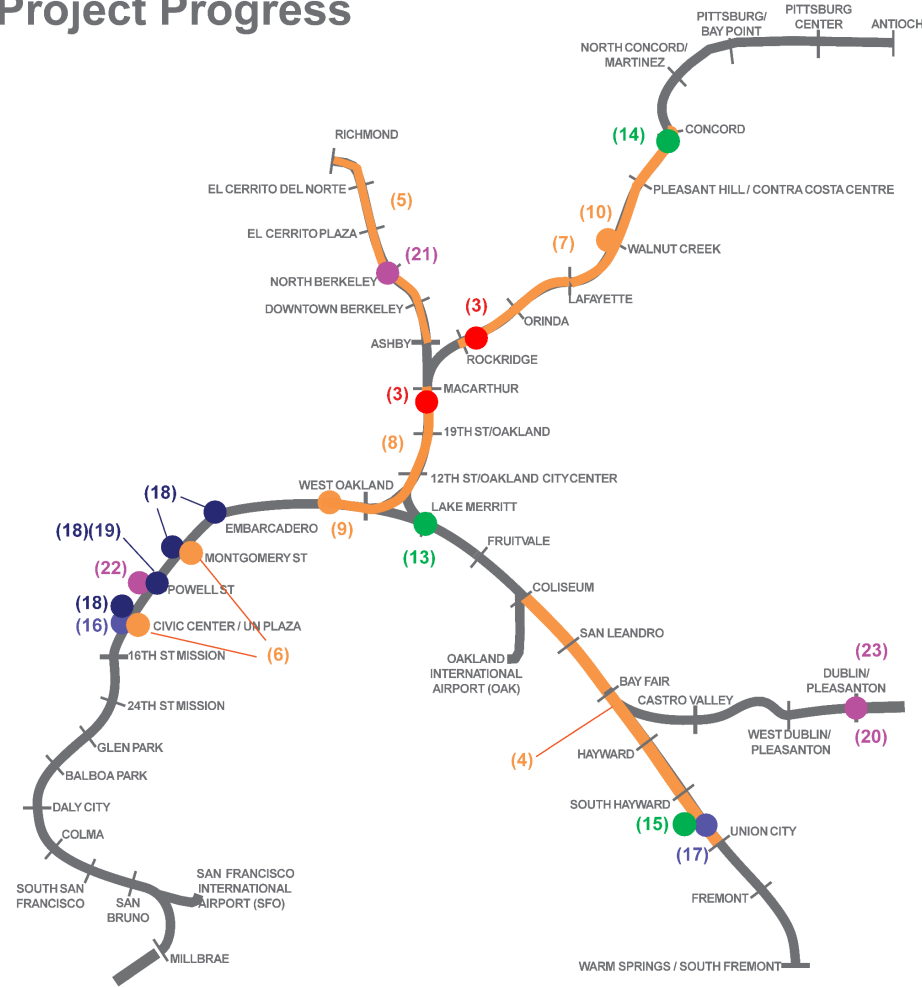 Project Progress
PITTSBURG
CENTER
PITTSBURG/
BAY POINT
ANTIOCH
NORTH CONCORD/
MARTINEZ
CONCORD
(14)
RICHMOND
EL CERRITO DEL NORTE
PLEASANT HILL / CONTRA COSTA CENTRE
(5)
(10)
EL CERRITO PLAZA
(7)
WALNUT CREEK
(21)
NORTH BERKELEY
LAFAYETTE
DOWNTOWN BERKELEY
(3)
ORINDA
ASHBY
ROCKRIDGE
(3)
MACARTHUR
(8)
19TH ST/OAKLAND
12TH ST/OAKLAND CITY CENTER
WEST OAKLAND
(18)
LAKE MERRITT
EMBARCADERO
(9)
(18)(19)
FRUITVALE
MONTGOMERY ST
(13)
(22)
POWELL ST
COLISEUM
(18)
(16)
CIVIC CENTER / UN PLAZA
SAN LEANDRO
16TH ST MISSION
(6)
OAKLAND
INTERNATIONAL
AIRPORT (OAK)
(23)
DUBLIN/
PLEASANTON
BAY FAIR
CASTRO VALLEY
24TH ST MISSION
WEST DUBLIN/
PLEASANTON
(20)
GLEN PARK
(4)
HAYWARD
BALBOA PARK
DALY CITY
SOUTH HAYWARD
(15)
UNION CITY
COLMA
(17)
SAN FRANCISCO
INTERNATIONAL
AIRPORT (SFO)
SOUTH SAN
FRANCISCO
SAN
BRUNO
FREMONT
MILLBRAE
WARM SPRINGS / SOUTH FREMONT